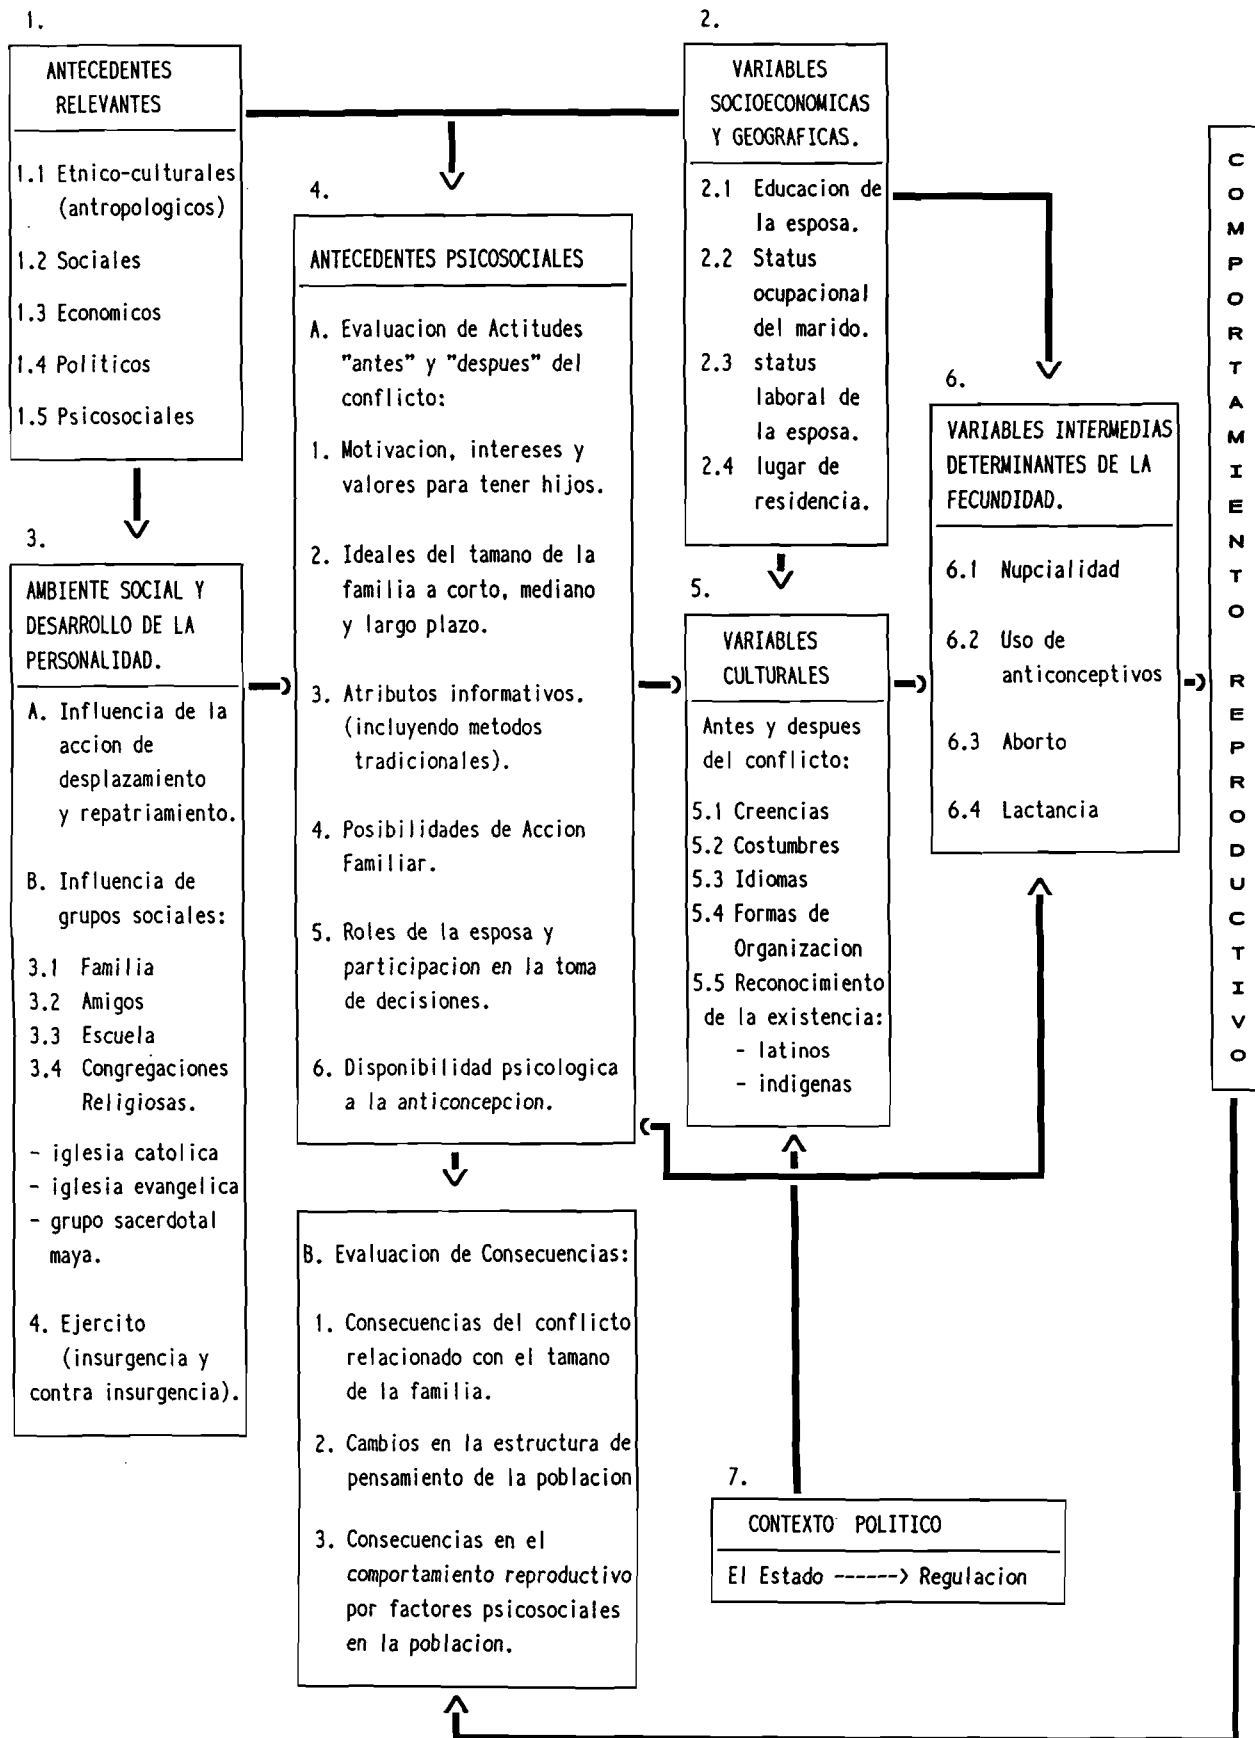 1.
ANTECEDENTES
RELEVANTES
1.1 Etnico-culturales
(antropologicos)
1.2 Sociales
1.3 Economicos
1.4 Politicos
1.5 Psicosociales
2.
VARIABLES
SOCIOECONOMICAS
Y GEOGRAFICAS.
2.1 Educacion de
la esposa.
2.2 Status
ocupacional
del marido.
2.3 status
laboral de
la esposa.
2.4 lugar de
residencia.
3.
AMBIENTE SOCIAL Y
DESARROLLO DE LA
PERSONALIDAD.
A. Influencia de la
accion de
desplazamiento
y repatriamiento.
B. Influencia de
grupos sociales:
3.1 Familia
3.2 Amigos
3.3 Escuela
3.4 Congregaciones
Religiosas.
- iglesia catolica
- iglesia evangelica
- grupo sacerdotal
maya.
4. Ejercito
(insurgencia y
contra insurgencia).
4.
ANTECEDENTES PSICOSOCIALES
A. Evaluacion de Actitudes
"antes" y "despues" del
conflicto:
1. Motivacion, intereses y
valores para tener hijos.
2. Ideales del tamano de la
familia a corto, mediano
y largo plazo.
3. Atributos informativos.
(incluyendo metodos
tradicionales).
4. Posibilidades de Accion
Familiar.
5. Roles de la esposa y
participacion en la toma
de decisiones.
6. Disponibilidad psicologica
a la anticoncepcion.
B. Evaluacion de Consecuencias:
1. Consecuencias del conflicto
relacionado con el tamano
de la familia.
2. Cambios en la estructura de
pensamiento de la poblacion
3. Consecuencias en el
comportamiento reproductivo
por factores psicosociales
en la poblacion.
5.
VARIABLES
CULTURALES
Antes y despues
del conflicto:
5.1 Creencias
5.2 Costumbres
5.3 Idiomas
5.4 Formas de
Organizacion
5.5 Reconocimiento
de la existencia:
- latinos
- indigenas
6.
VARIABLES INTERMEDIAS
DETERMINANTES DE LA
FECUNDIDAD.
6.1 Nupcialidad
6.2 Uso de
anticonceptivos
6.3 Aborto
6.4 Lactancia
7.
CONTEXTO POLITICO
El Estado ------> Regulacion
COMPORTAMIENTO REPRODUCTIVO